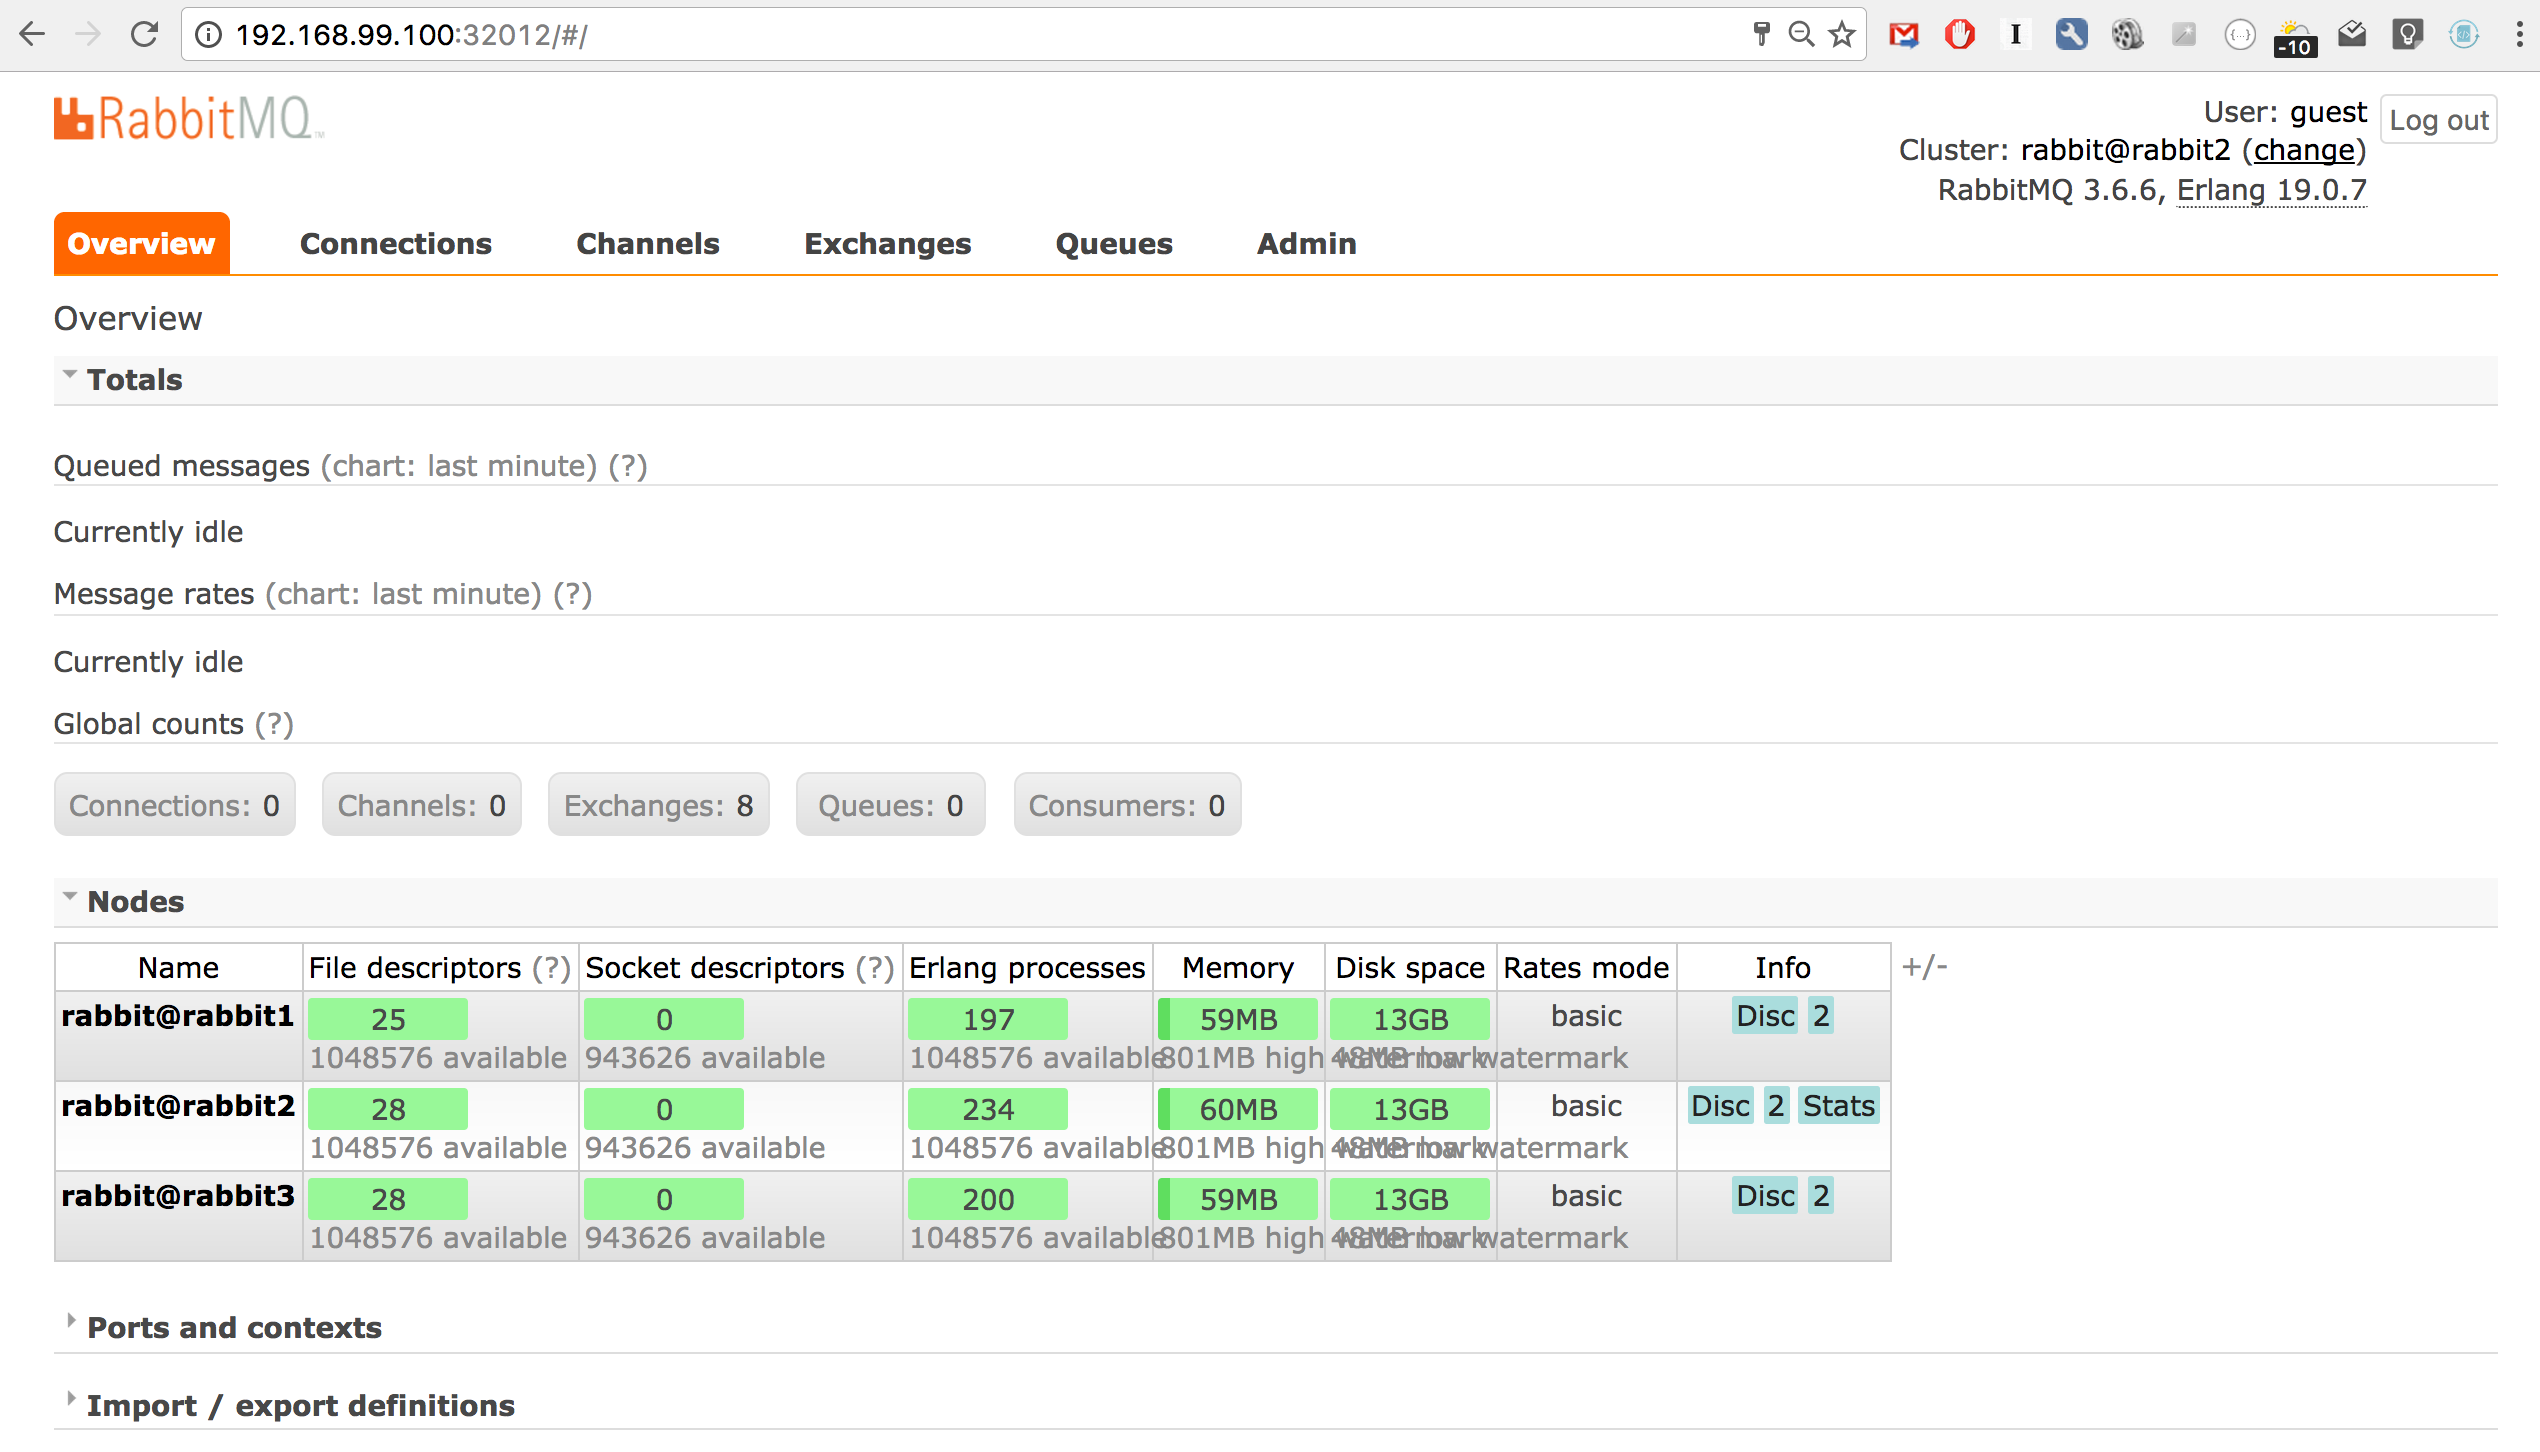 192.168.99.100:32012/#/
-10
RabbitMQ™
User: guest
Log out
Cluster: rabbit@rabbit2 (change)
RabbitMQ 3.6.6, Erlang 19.0.7
Overview Connections Channels Exchanges Queues Admin
Overview
Totals
Queued messages (chart: last minute) (?)
Currently idle
Message rates (chart: last minute) (?)
Currently idle
Global counts (?)
Connections: 0 Channels: 0 Exchanges: 8 Queues: 0 Consumers: 0
Nodes
Name File descriptors (?) Socket descriptors (?) Erlang processes Memory Disk space Rates mode Info +/-
rabbit@rabbit1 25 0 197 59MB 13GB basic Disc 2
1048576 available 943626 available 1048576 available 801MB high watermark 48MB low watermark
rabbit@rabbit2 28 0 234 60MB 13GB basic Disc 2 Stats
1048576 available 943626 available 1048576 available 801MB high watermark 48MB low watermark
rabbit@rabbit3 28 0 200 59MB 13GB basic Disc 2
1048576 available 943626 available 1048576 available 801MB high watermark 48MB low watermark
Ports and contexts
Import / export definitions